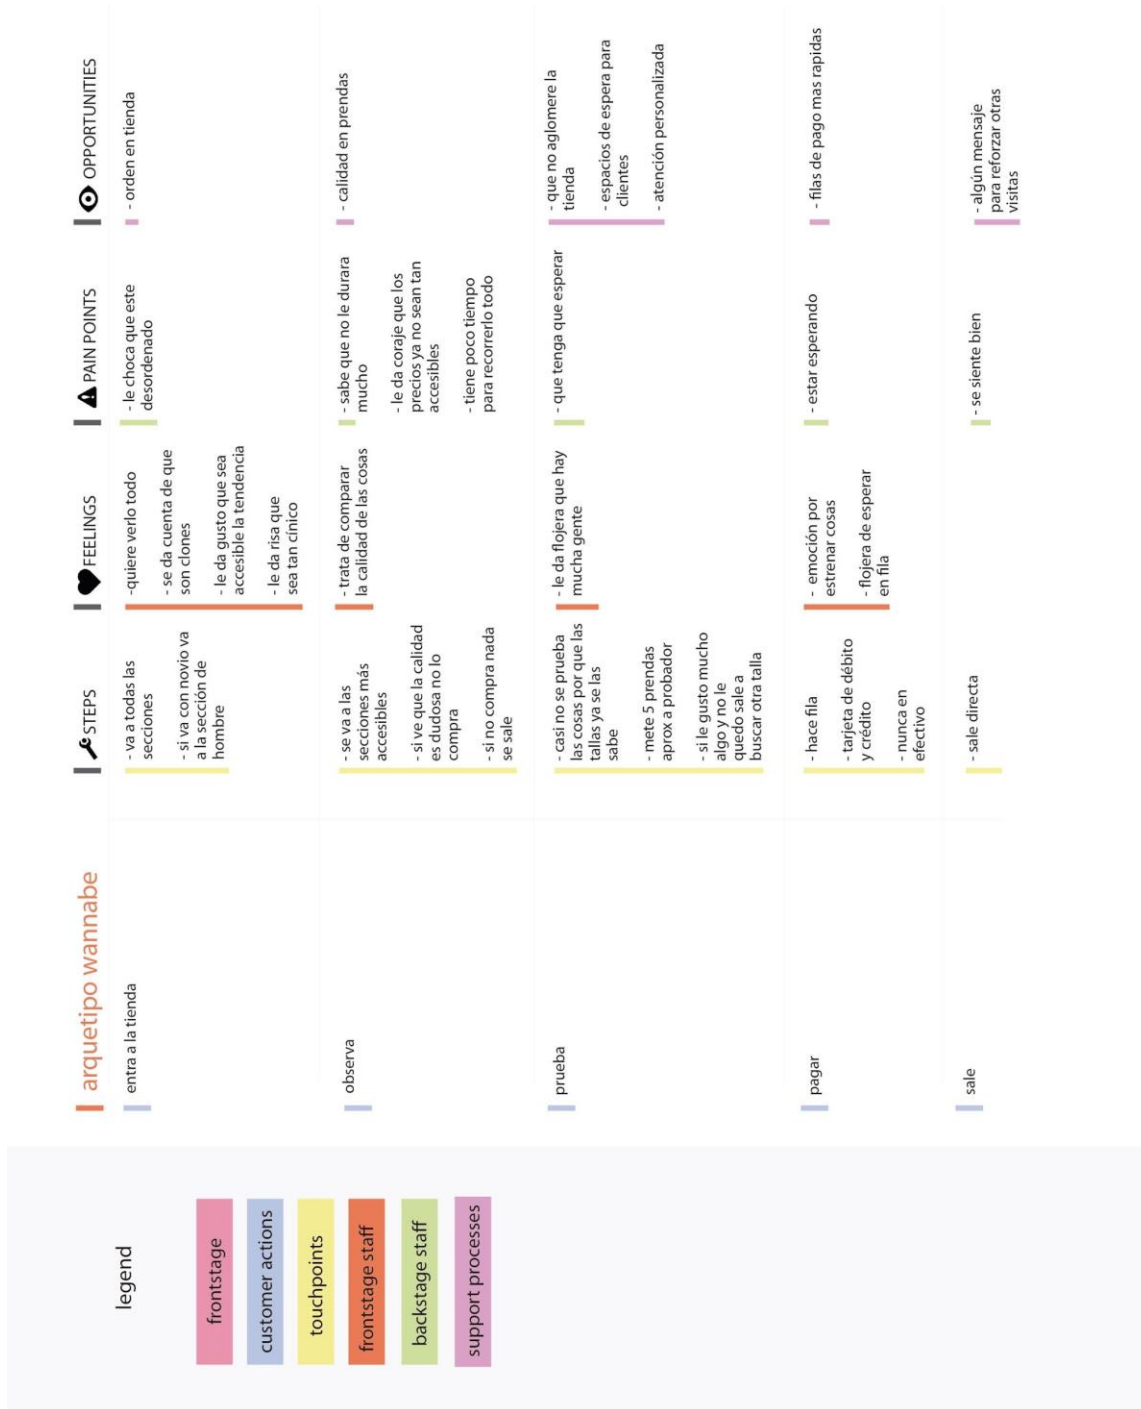 legend
frontstage
customer actions
touchpoints
frontstage staff
backstage staff
support processes
arquetipo wannabe
STEPS
FEELINGS
PAIN POINTS
OPPORTUNITIES
entra a la tienda
- va a todas las
secciones
- si va con novio va
a la sección de
hombre
-quiere verlo todo
- se da cuenta de que
son clones
- le da gusto que sea
accesible la tendencia
- le da risa que
sea tan cínico
- le choca que este
desordenado
- orden en tienda
observa
- se va a las
secciones más
accesibles
- si ve que la calidad
es dudosa no lo
compra
- si no compra nada
se sale
- trata de comparar
la calidad de las cosas
- sabe que no le durara
mucho
- le da coraje que los
precios ya no sean tan
accesibles
- tiene poco tiempo
para recorrerlo todo
- calidad en prendas
prueba
- casi no se prueba
las cosas por que las
tallas ya se las
sabe
- mete 5 prendas
aprox a probador
- si le gusto mucho
algo y no le
quedo sale a
buscar otra talla
- le da flojera que hay
mucha gente
- que tenga que esperar
- que no aglomere la
tienda
- espacios de espera para
clientes
- atención personalizada
pagar
- hace fila
- tarjeta de débito
y crédito
- nunca en
efectivo
- emoción por
estrenar cosas
- flojera de esperar
en fila
- estar esperando
- filas de pago mas rapidas
sale
- sale directa
- se siente bien
- algún mensaje
para reforzar otras
visitas